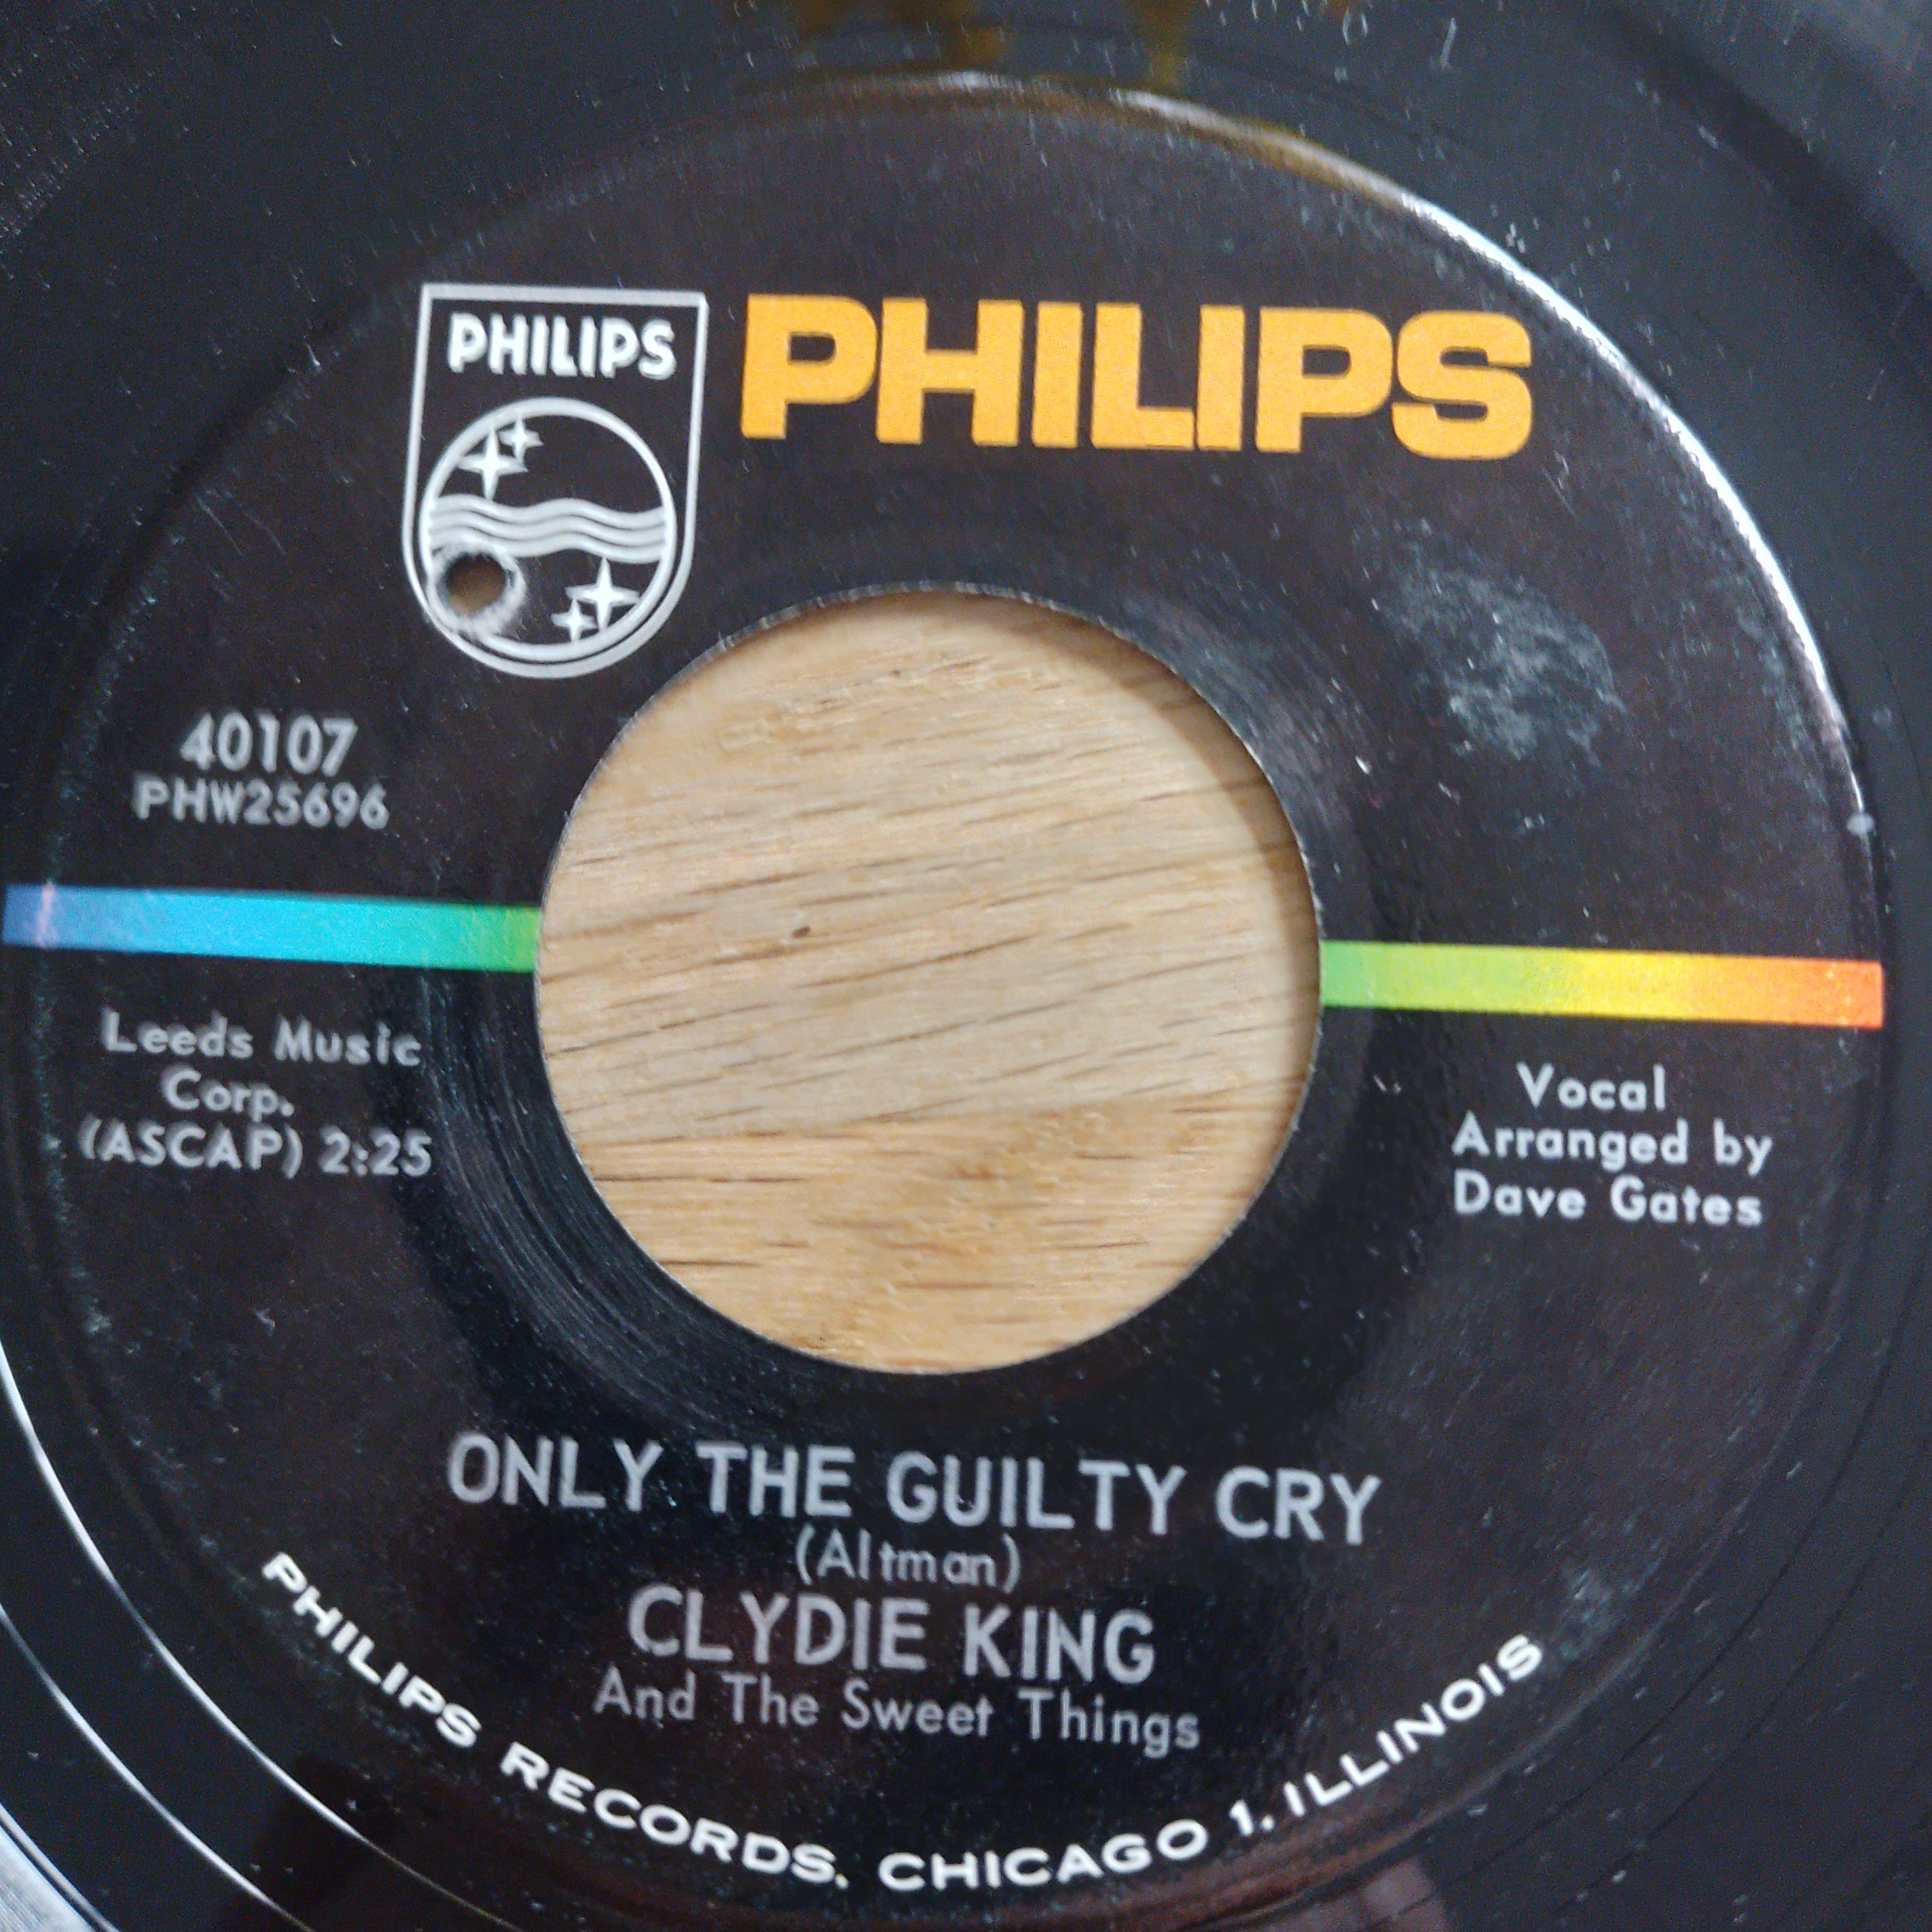 PHILIPS
PHILIPS
40107
PHW25696
Leeds Music
Corp.
(ASCAP) 2:25
Vocal
Arranged by
Dave Gates
ONLY THE GUILTY CRY
(Altman)
CLYDIE KING
And The Sweet Things
PHILIPS RECORDS, CHICAGO 1, ILLINOIS